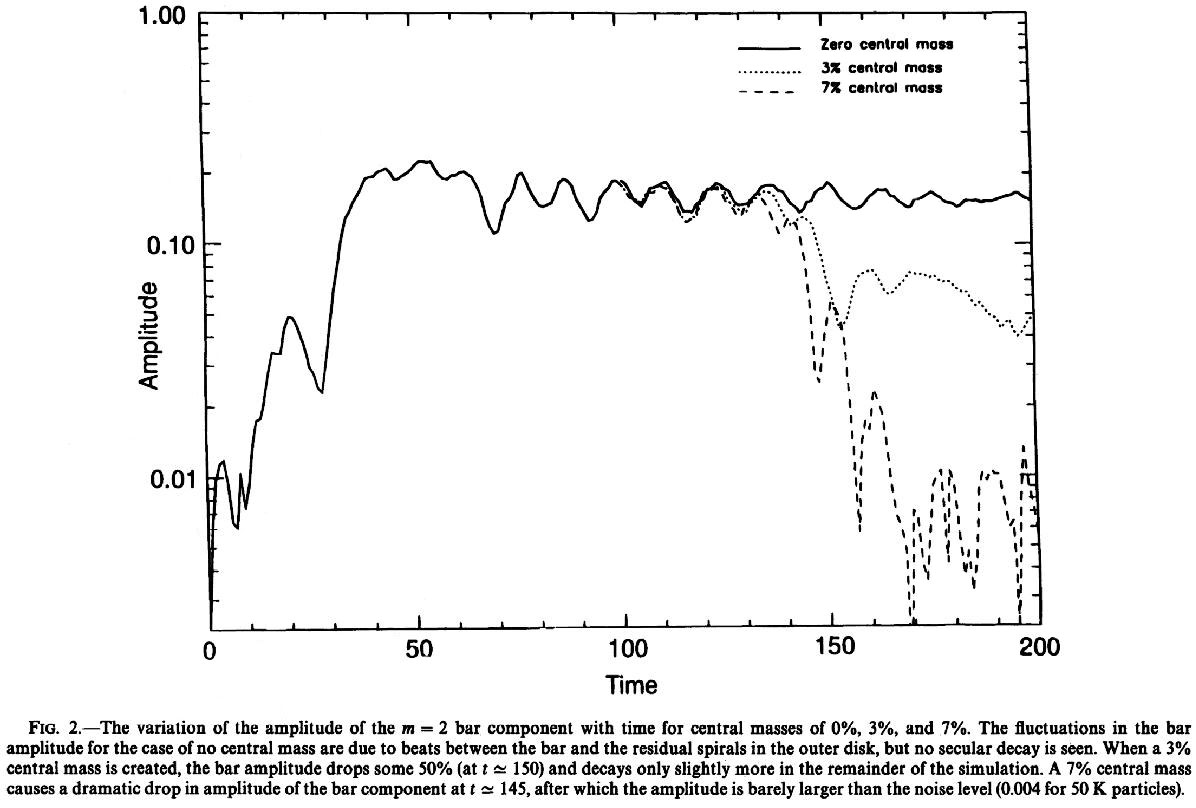 1.00
Zero central mass
3% central mass
7% central mass
0.10
Amplitude
0.01
0
50
100
150
200
Time
FIG. 2.—The variation of the amplitude of the m = 2 bar component with time for central masses of 0%, 3%, and 7%. The fluctuations in the bar
amplitude for the case of no central mass are due to beats between the bar and the residual spirals in the outer disk, but no secular decay is seen. When a 3%
central mass is created, the bar amplitude drops some 50% (at t ≃ 150) and decays only slightly more in the remainder of the simulation. A 7% central mass
causes a dramatic drop in amplitude of the bar component at t ≃ 145, after which the amplitude is barely larger than the noise level (0.004 for 50 K particles).